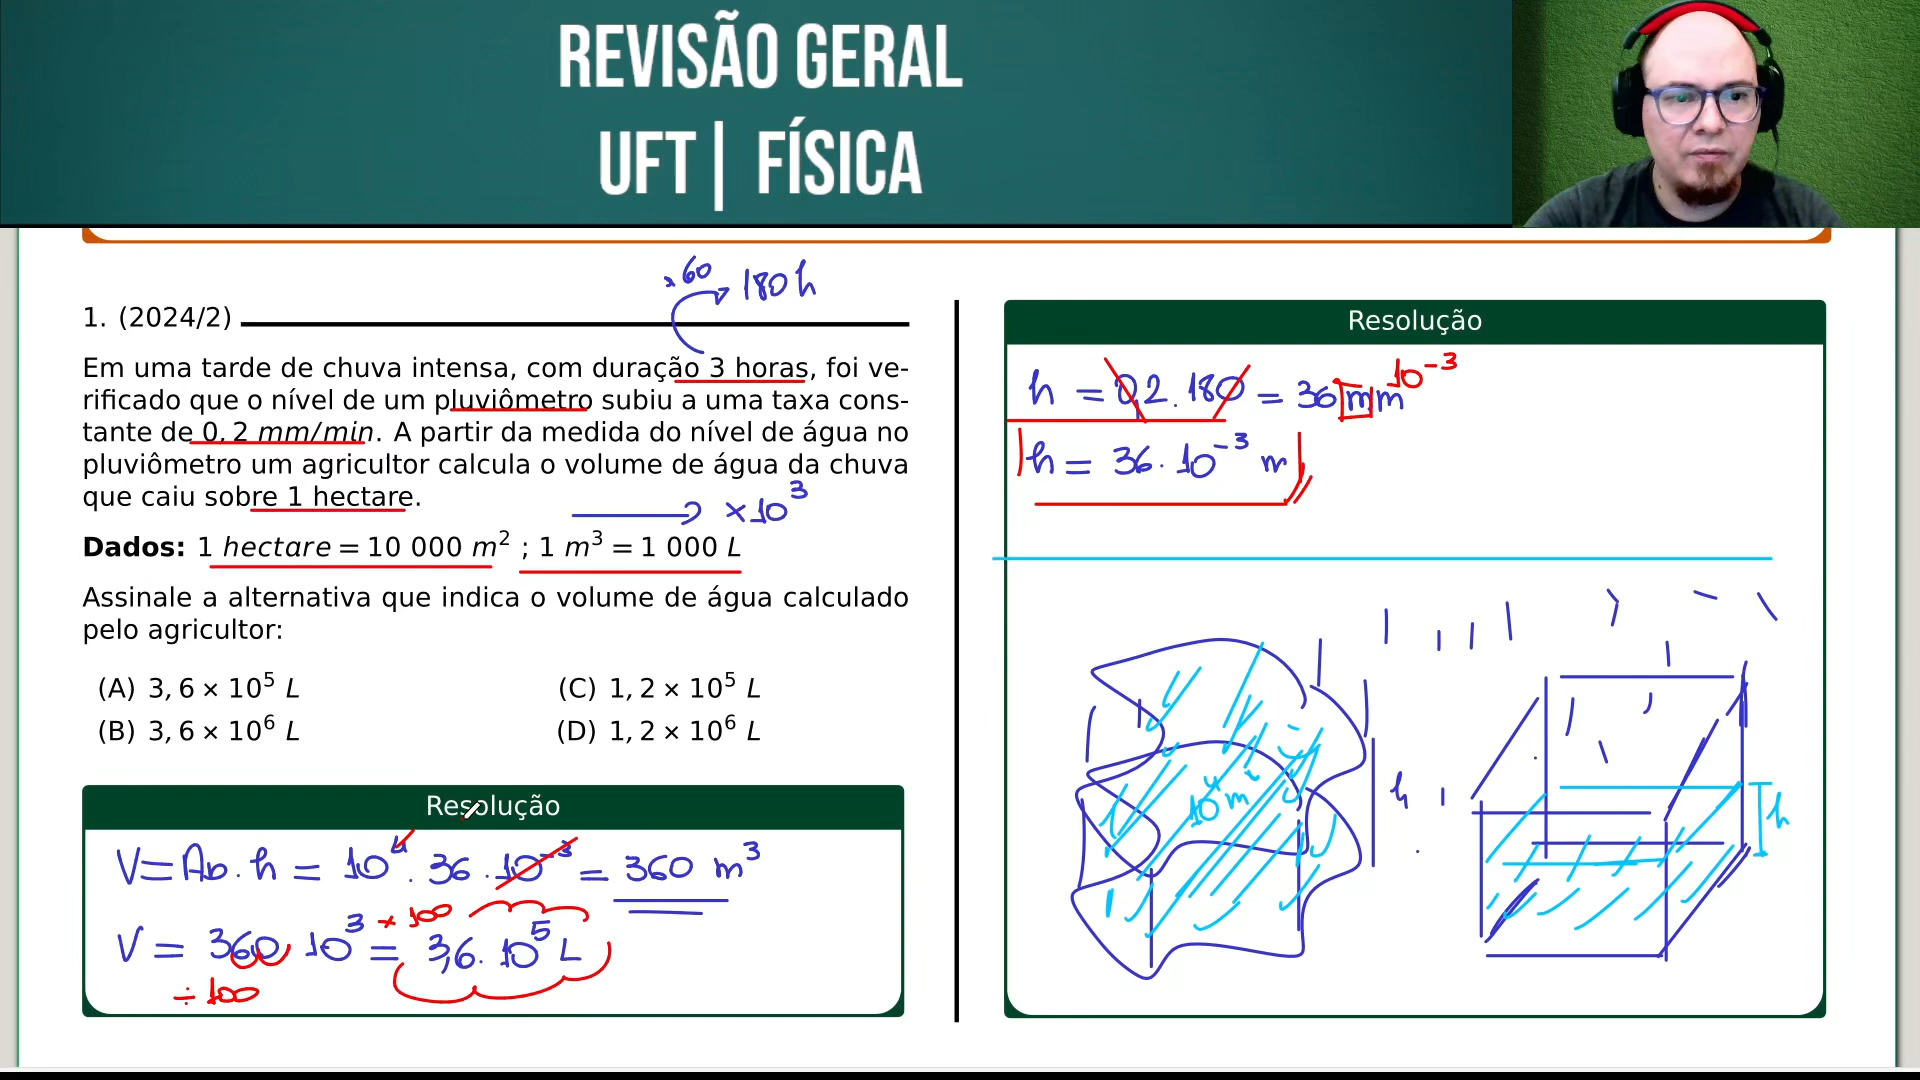 REVISÃO GERAL
UFT | FÍSICA
×60
180 h
1. (2024/2)
Em uma tarde de chuva intensa, com duração 3 horas, foi ve-
rificado que o nível de um pluviômetro subiu a uma taxa cons-
tante de 0,2 mm/min. A partir da medida do nível de água no
pluviômetro um agricultor calcula o volume de água da chuva
que caiu sobre 1 hectare.
×10³
Dados: 1 hectare = 10 000 m² ; 1 m³ = 1 000 L
Assinale a alternativa que indica o volume de água calculado
pelo agricultor:
(A) 3,6 × 10⁵ L
(B) 3,6 × 10⁶ L
(C) 1,2 × 10⁵ L
(D) 1,2 × 10⁶ L
Resolução
V = Ab . h = 10⁴ . 36 . 10⁻³ = 360 m³
V = 360 10³ = 3,6 . 10⁵ L
× 100
÷ 100
Resolução
h = 0,2 . 180 = 36 mm
10⁻³
h = 36 . 10⁻³ m
10⁴ m²
h
h